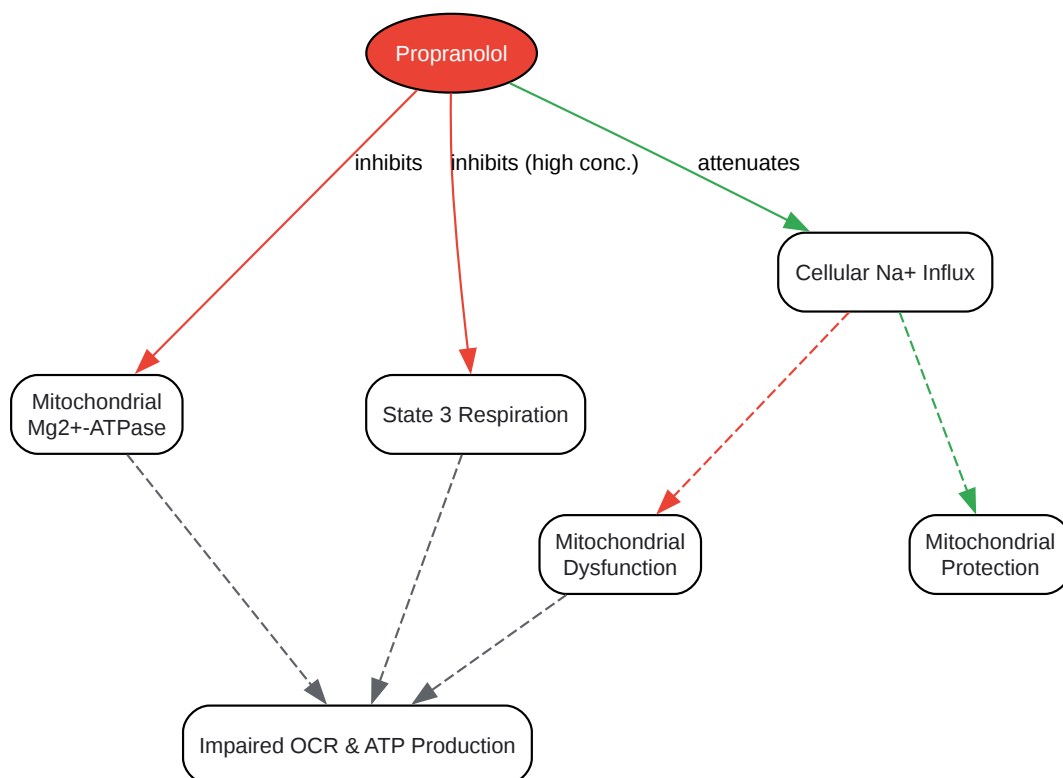 Propranolol
inhibits
inhibits (high conc.)
attenuates
Cellular Na+ Influx
Mitochondrial
Mg2+-ATPase
State 3 Respiration
Mitochondrial
Dysfunction
Mitochondrial
Protection
Impaired OCR & ATP Production